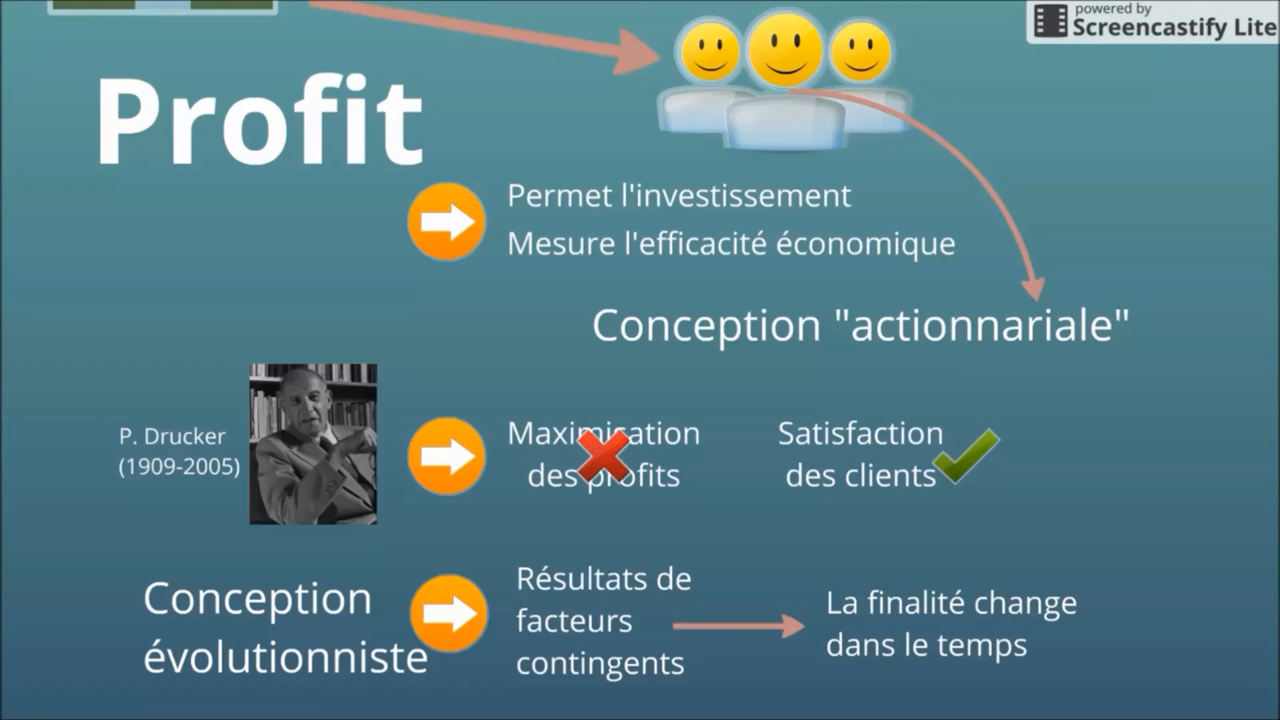 powered by
Screencastify Lite
Profit
Permet l'investissement
Mesure l'efficacité économique
Conception "actionnariale"
P. Drucker
(1909-2005)
Maximisation
des profits
Satisfaction
des clients
Conception
évolutionniste
Résultats de
facteurs
contingents
La finalité change
dans le temps